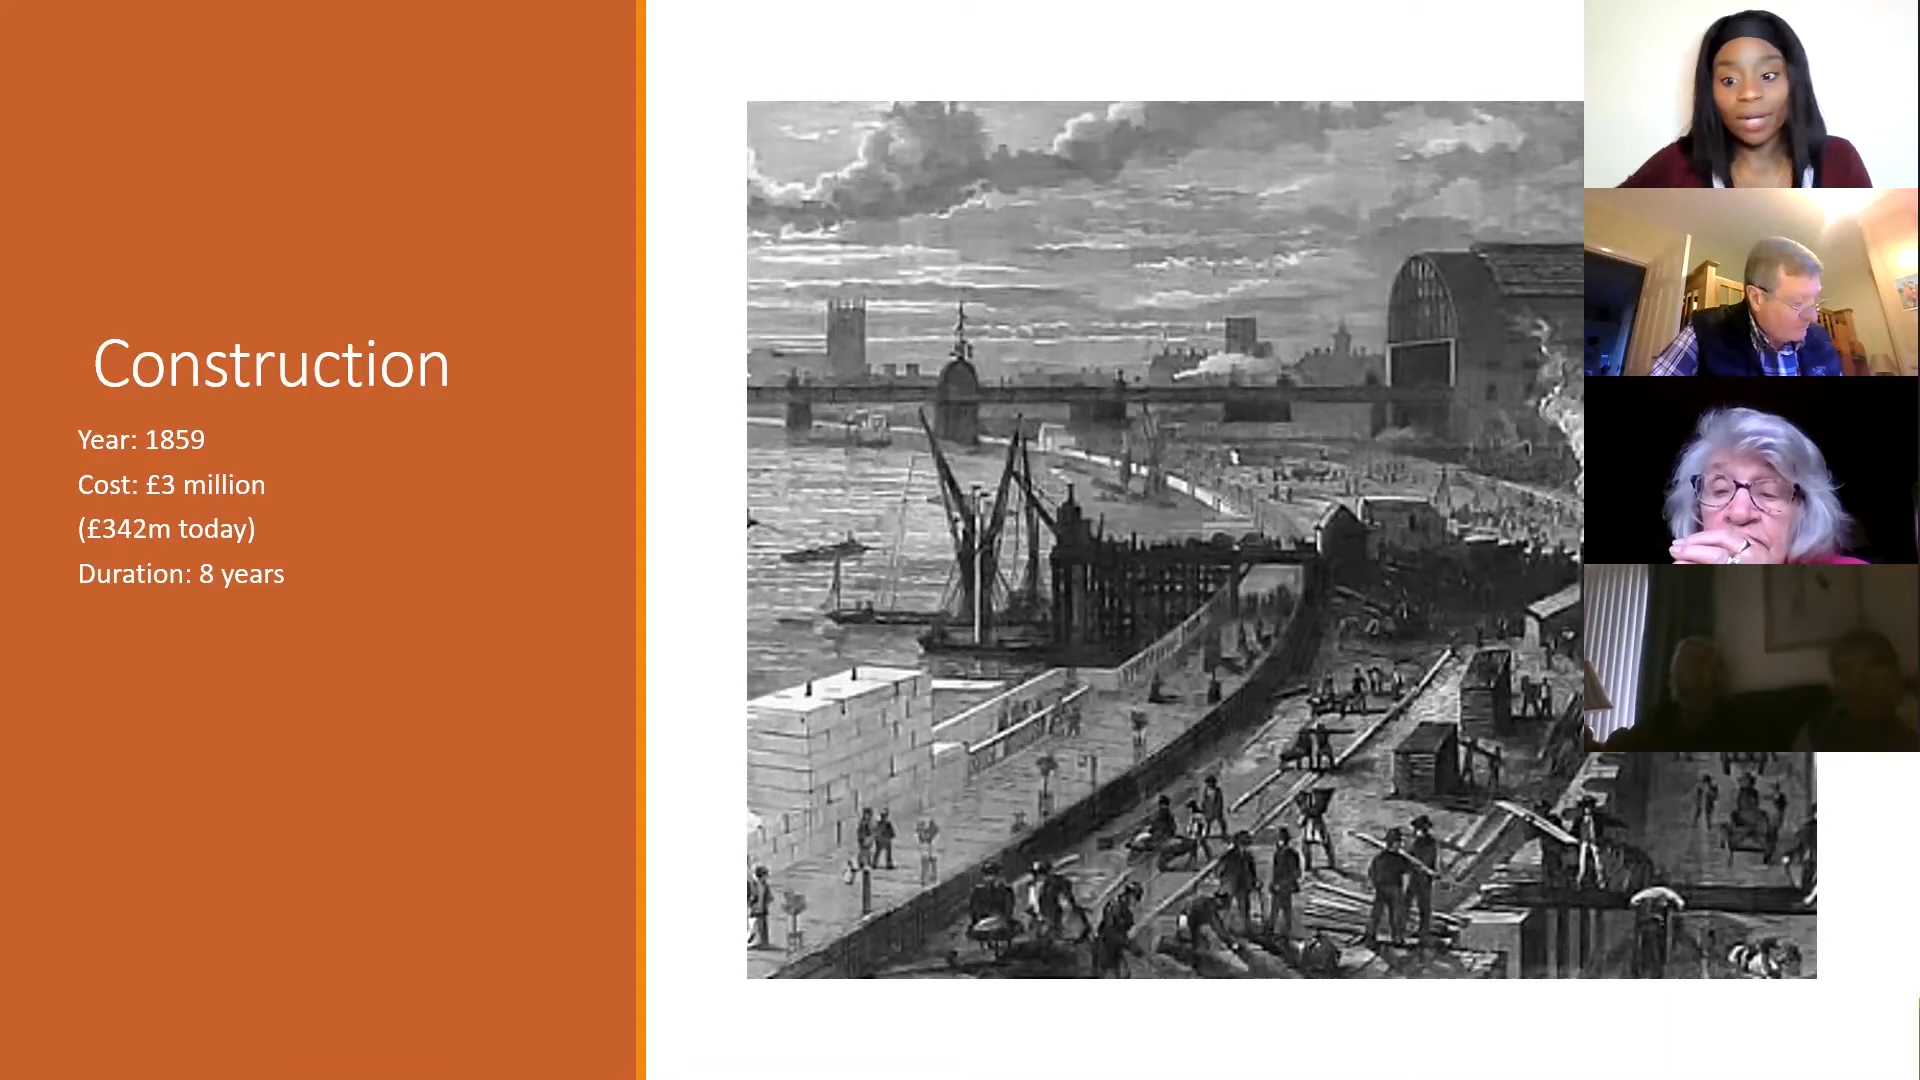 Construction
Year: 1859
Cost: £3 million
(£342m today)
Duration: 8 years